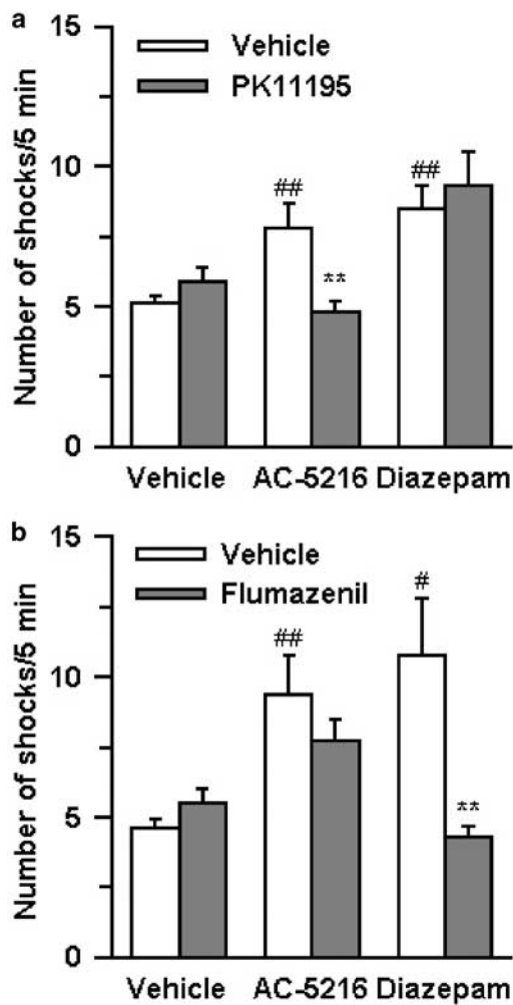 a
15
Vehicle
PK11195
10
##
##
**
5
0
Number of shocks/5 min
Vehicle AC-5216 Diazepam
b
15
Vehicle
Flumazenil
#
##
10
**
5
0
Number of shocks/5 min
Vehicle AC-5216 Diazepam